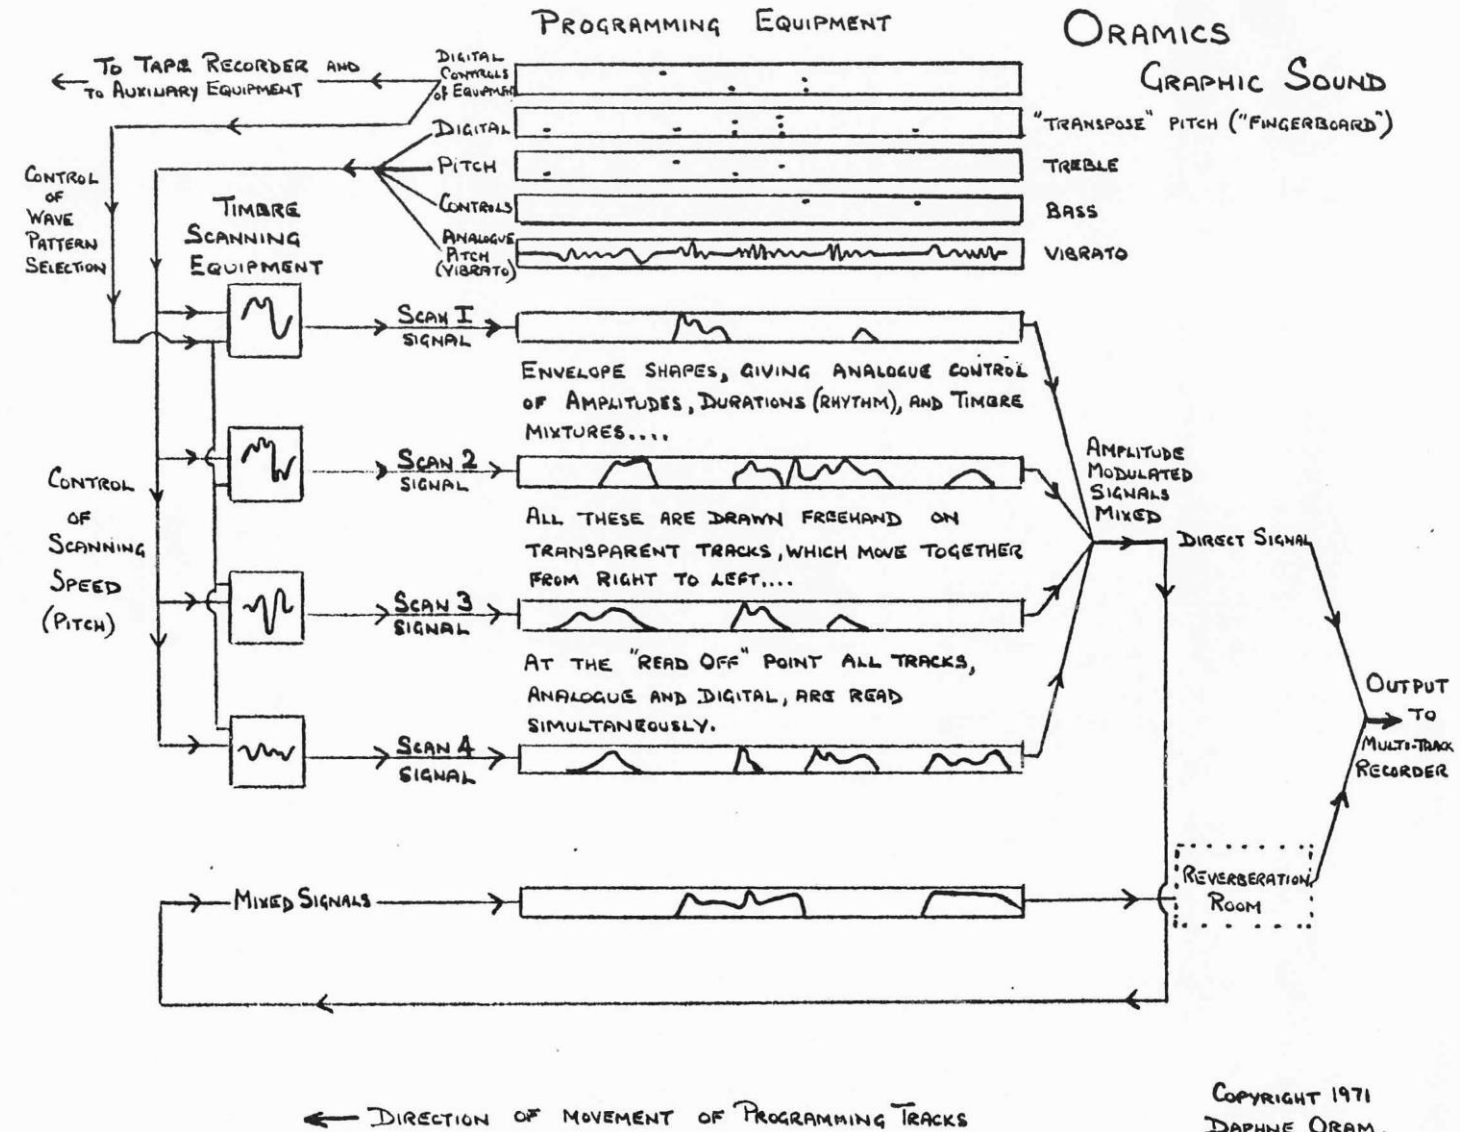 PROGRAMMING EQUIPMENT
ORAMICS
GRAPHIC SOUND
TO TAPE RECORDER AND
TO AUXILIARY EQUIPMENT
DIGITAL
CONTROLS
OF EQUIPMENT
DIGITAL
PITCH
CONTROLS
ANALOGUE
PITCH
(VIBRATO)
"TRANSPOSE" PITCH ("FINGERBOARD")
TREBLE
BASS
VIBRATO
CONTROL
OF
WAVE
PATTERN
SELECTION
TIMBRE
SCANNING
EQUIPMENT
SCAN I
SIGNAL
ENVELOPE SHAPES, GIVING ANALOGUE CONTROL
OF AMPLITUDES, DURATIONS (RHYTHM), AND TIMBRE
MIXTURES....
SCAN 2
SIGNAL
ALL THESE ARE DRAWN FREEHAND ON
TRANSPARENT TRACKS, WHICH MOVE TOGETHER
FROM RIGHT TO LEFT....
SCAN 3
SIGNAL
AT THE "READ OFF" POINT ALL TRACKS,
ANALOGUE AND DIGITAL, ARE READ
SIMULTANEOUSLY.
SCAN 4
SIGNAL
CONTROL
OF
SCANNING
SPEED
(PITCH)
AMPLITUDE
MODULATED
SIGNALS
MIXED
DIRECT SIGNAL
OUTPUT
TO
MULTI-TRACK
RECORDER
MIXED SIGNALS
REVERBERATION
ROOM
DIRECTION OF MOVEMENT OF PROGRAMMING TRACKS
COPYRIGHT 1971
DAPHNE ORAM.